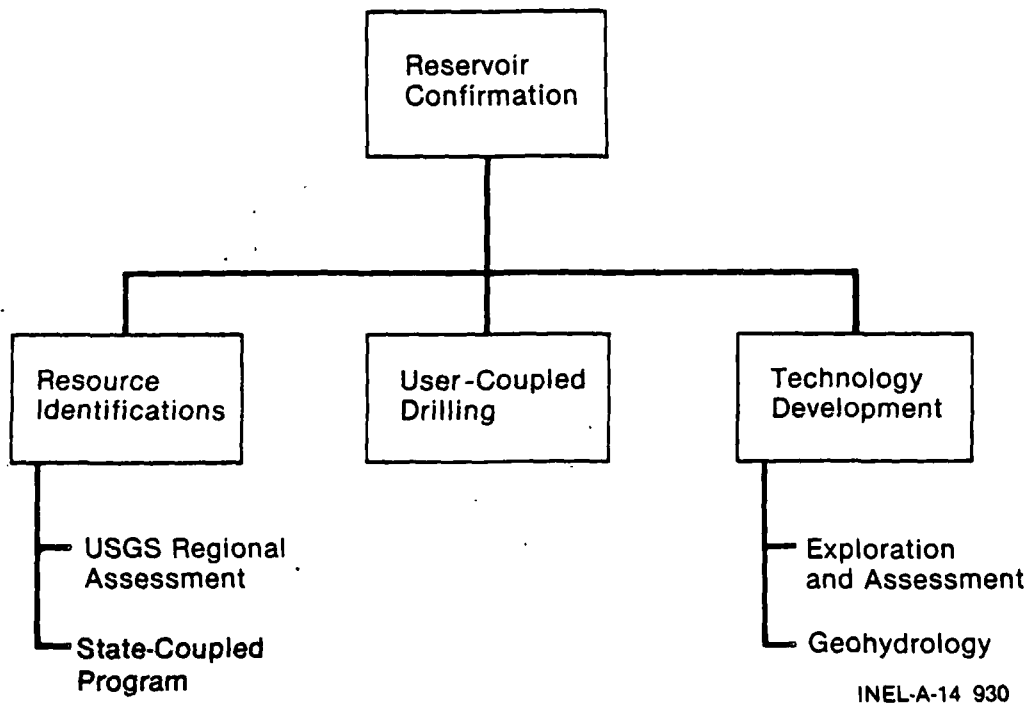 Reservoir
Confirmation
Resource
Identifications
User-Coupled
Drilling
Technology
Development
USGS Regional
Assessment
State-Coupled
Program
Exploration
and Assessment
Geohydrology
INEL-A-14 930